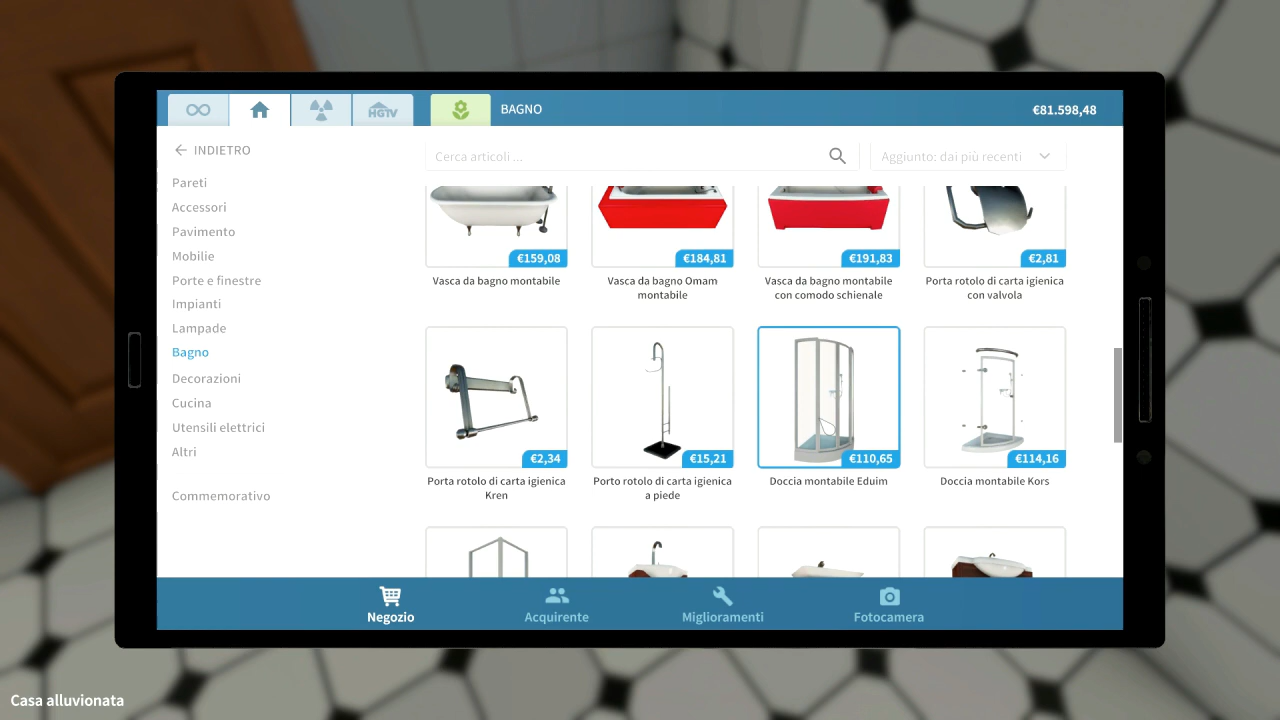 HGTV
BAGNO
€81.598,48
INDIETRO
Cerca articoli ...
Aggiunto: dai più recenti
Pareti
Accessori
Pavimento
Mobilie
Porte e finestre
Impianti
Lampade
Bagno
Decorazioni
Cucina
Utensili elettrici
Altri
Commemorativo
€159,08
€184,81
€191,83
€2,81
Vasca da bagno montabile
Vasca da bagno Omam
montabile
Vasca da bagno montabile
con comodo schienale
Porta rotolo di carta igienica
con valvola
€2,34
€15,21
€110,65
€114,16
Porta rotolo di carta igienica
Kren
Porto rotolo di carta igienica
a piede
Doccia montabile Eduim
Doccia montabile Kors
Negozio
Acquirente
Miglioramenti
Fotocamera
Casa alluvionata